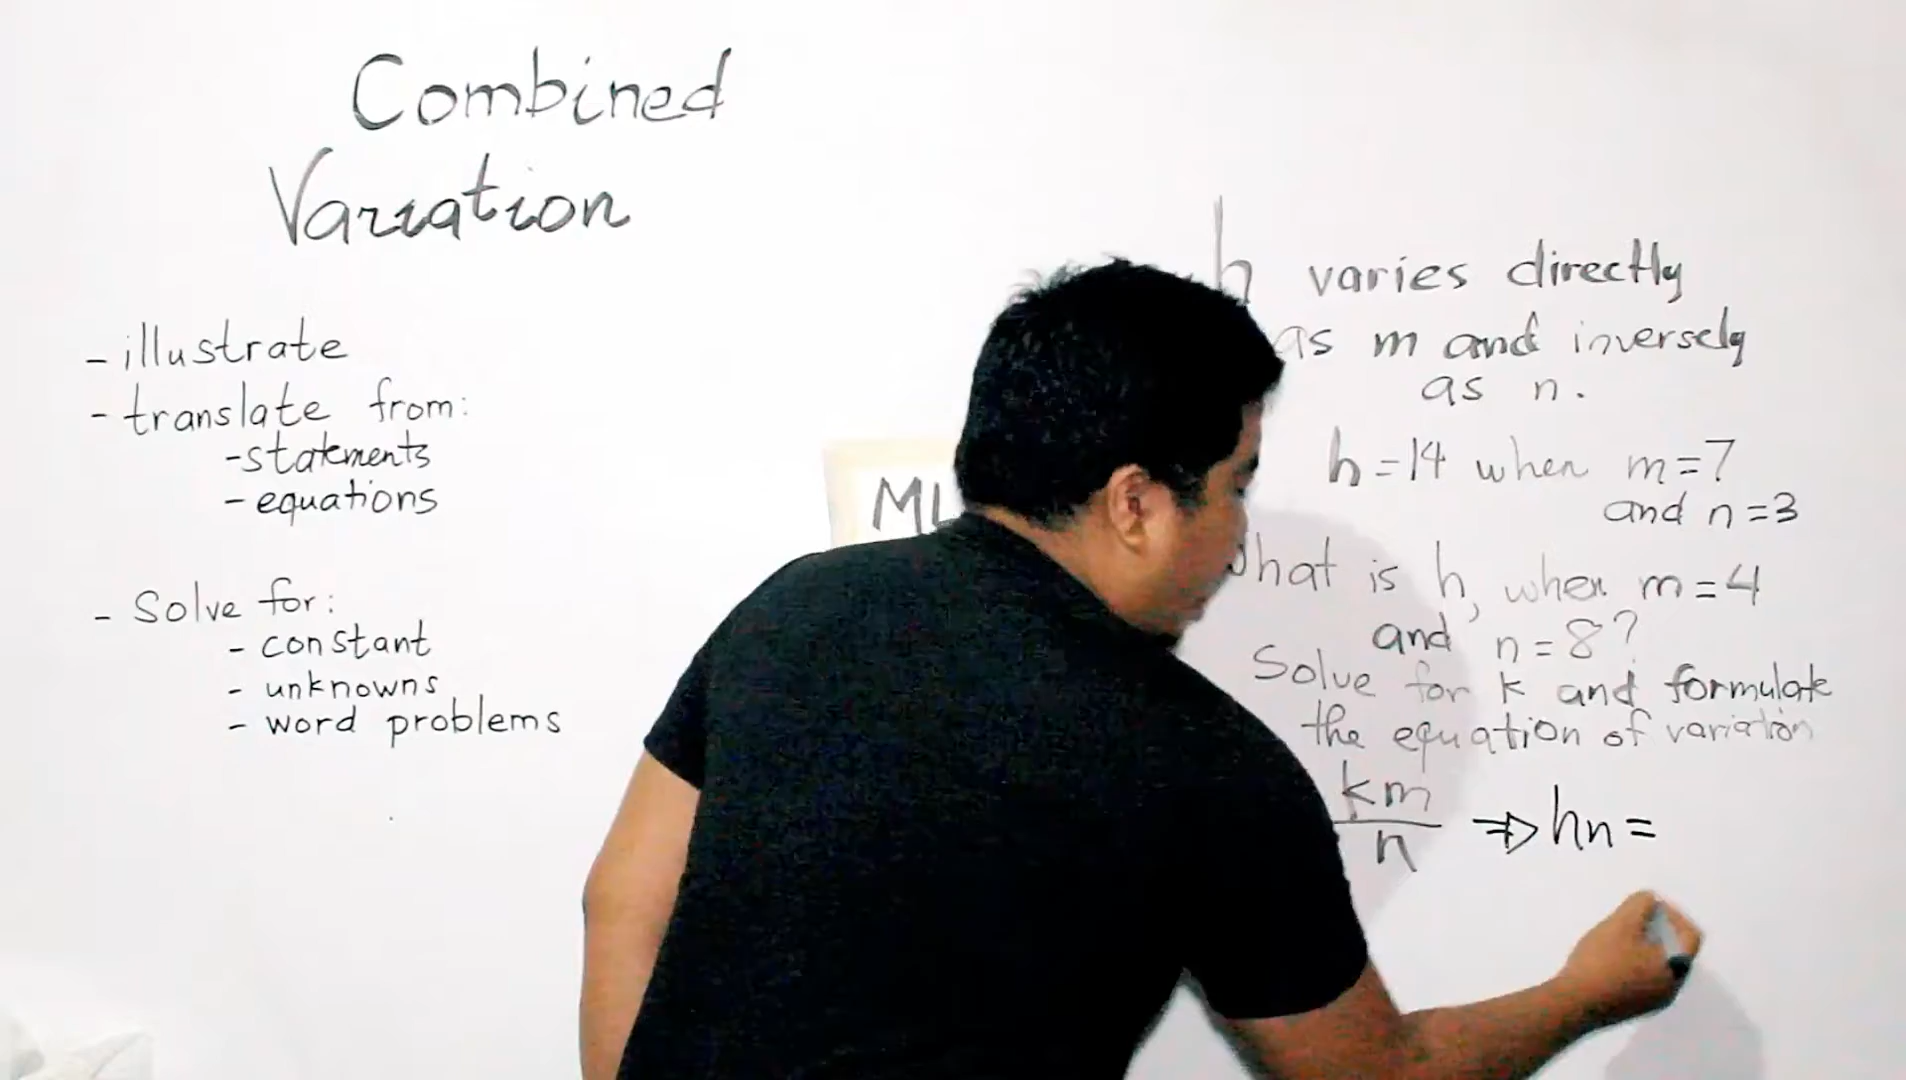 Combined
Variation
- illustrate
- translate from:
- statements
- equations
- Solve for:
- constant
- unknowns
- word problems
h varies directly
as m and inversely
as n.
h = 14 when m = 7
and n = 3
What is h, when m = 4
and n = 8?
Solve for k and formulate
the equation of variation
km
n
⇒ hn =